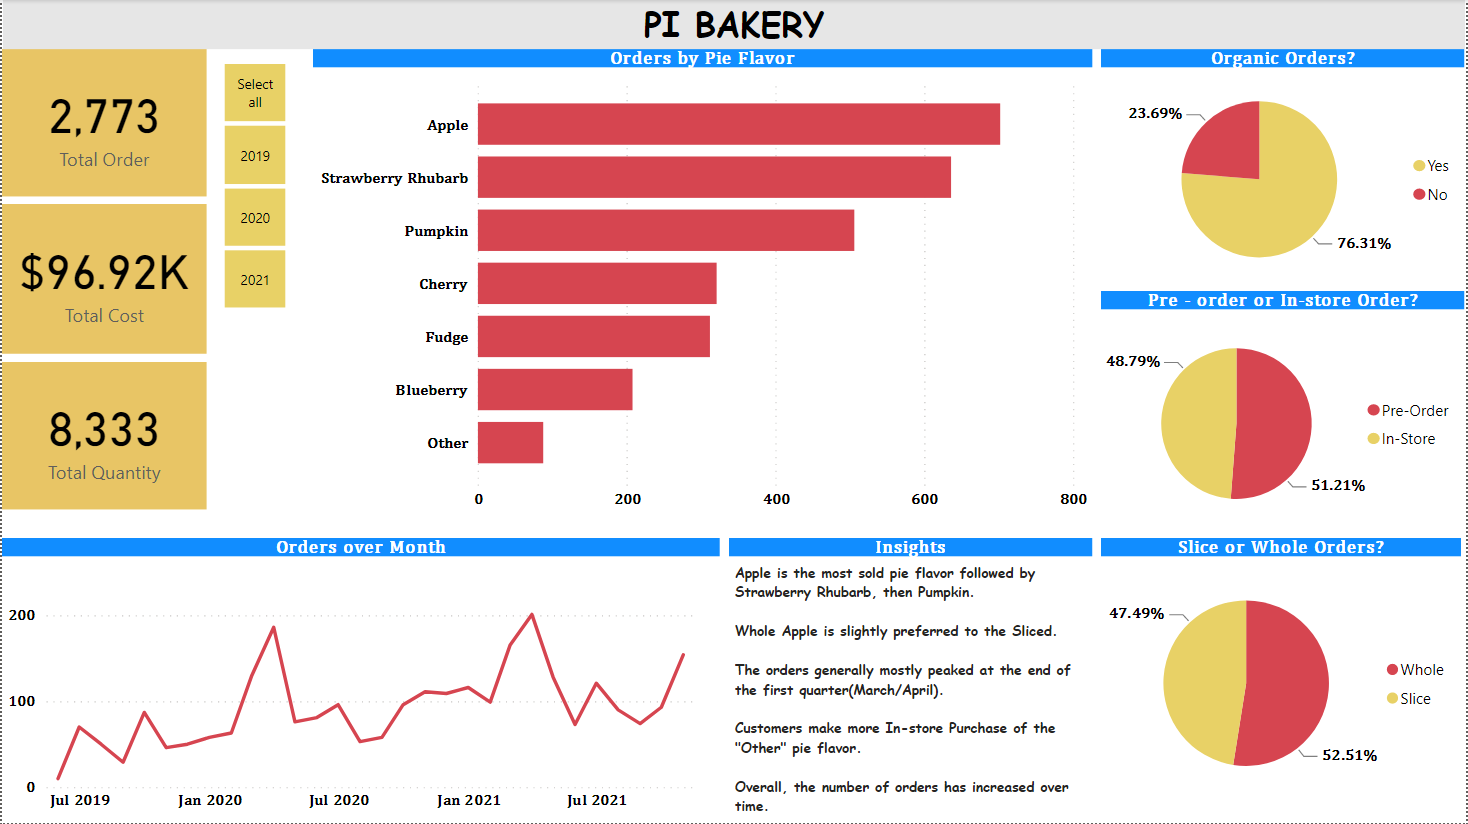 PI BAKERY
2,773
Total Order
$96.92K
Total Cost
8,333
Total Quantity
Select
all
2019
2020
2021
Orders by Pie Flavor
Apple
Strawberry Rhubarb
Pumpkin
Cherry
Fudge
Blueberry
Other
0 200 400 600 800
Organic Orders?
23.69%
76.31%
Yes
No
Pre - order or In-store Order?
48.79%
51.21%
Pre-Order
In-Store
Orders over Month
200
100
0
Jul 2019 Jan 2020 Jul 2020 Jan 2021 Jul 2021
Insights
Apple is the most sold pie flavor followed by
Strawberry Rhubarb, then Pumpkin.
Whole Apple is slightly preferred to the Sliced.
The orders generally mostly peaked at the end of
the first quarter(March/April).
Customers make more In-store Purchase of the
"Other" pie flavor.
Overall, the number of orders has increased over
time.
Slice or Whole Orders?
47.49%
52.51%
Whole
Slice